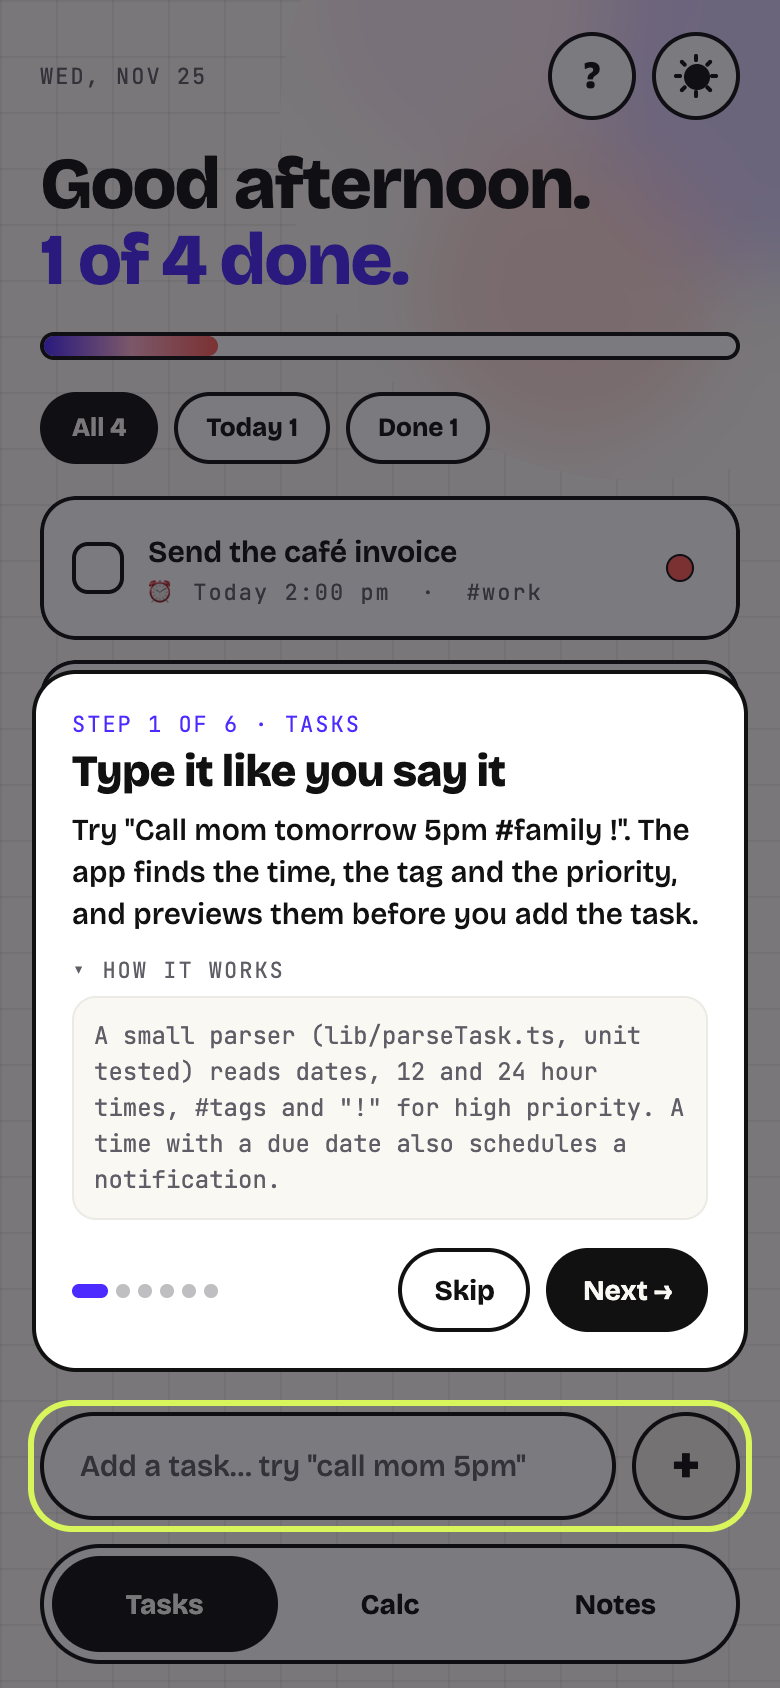 WED, NOV 25
?
Good afternoon.
1 of 4 done.
All 4
Today 1
Done 1
Send the café invoice
⏰ Today 2:00 pm · #work
STEP 1 OF 6 · TASKS
Type it like you say it
Try "Call mom tomorrow 5pm #family !". The
app finds the time, the tag and the priority,
and previews them before you add the task.
▾ HOW IT WORKS
A small parser (lib/parseTask.ts, unit
tested) reads dates, 12 and 24 hour
times, #tags and "!" for high priority. A
time with a due date also schedules a
notification.
Skip
Next →
Add a task... try "call mom 5pm"
+
Tasks
Calc
Notes